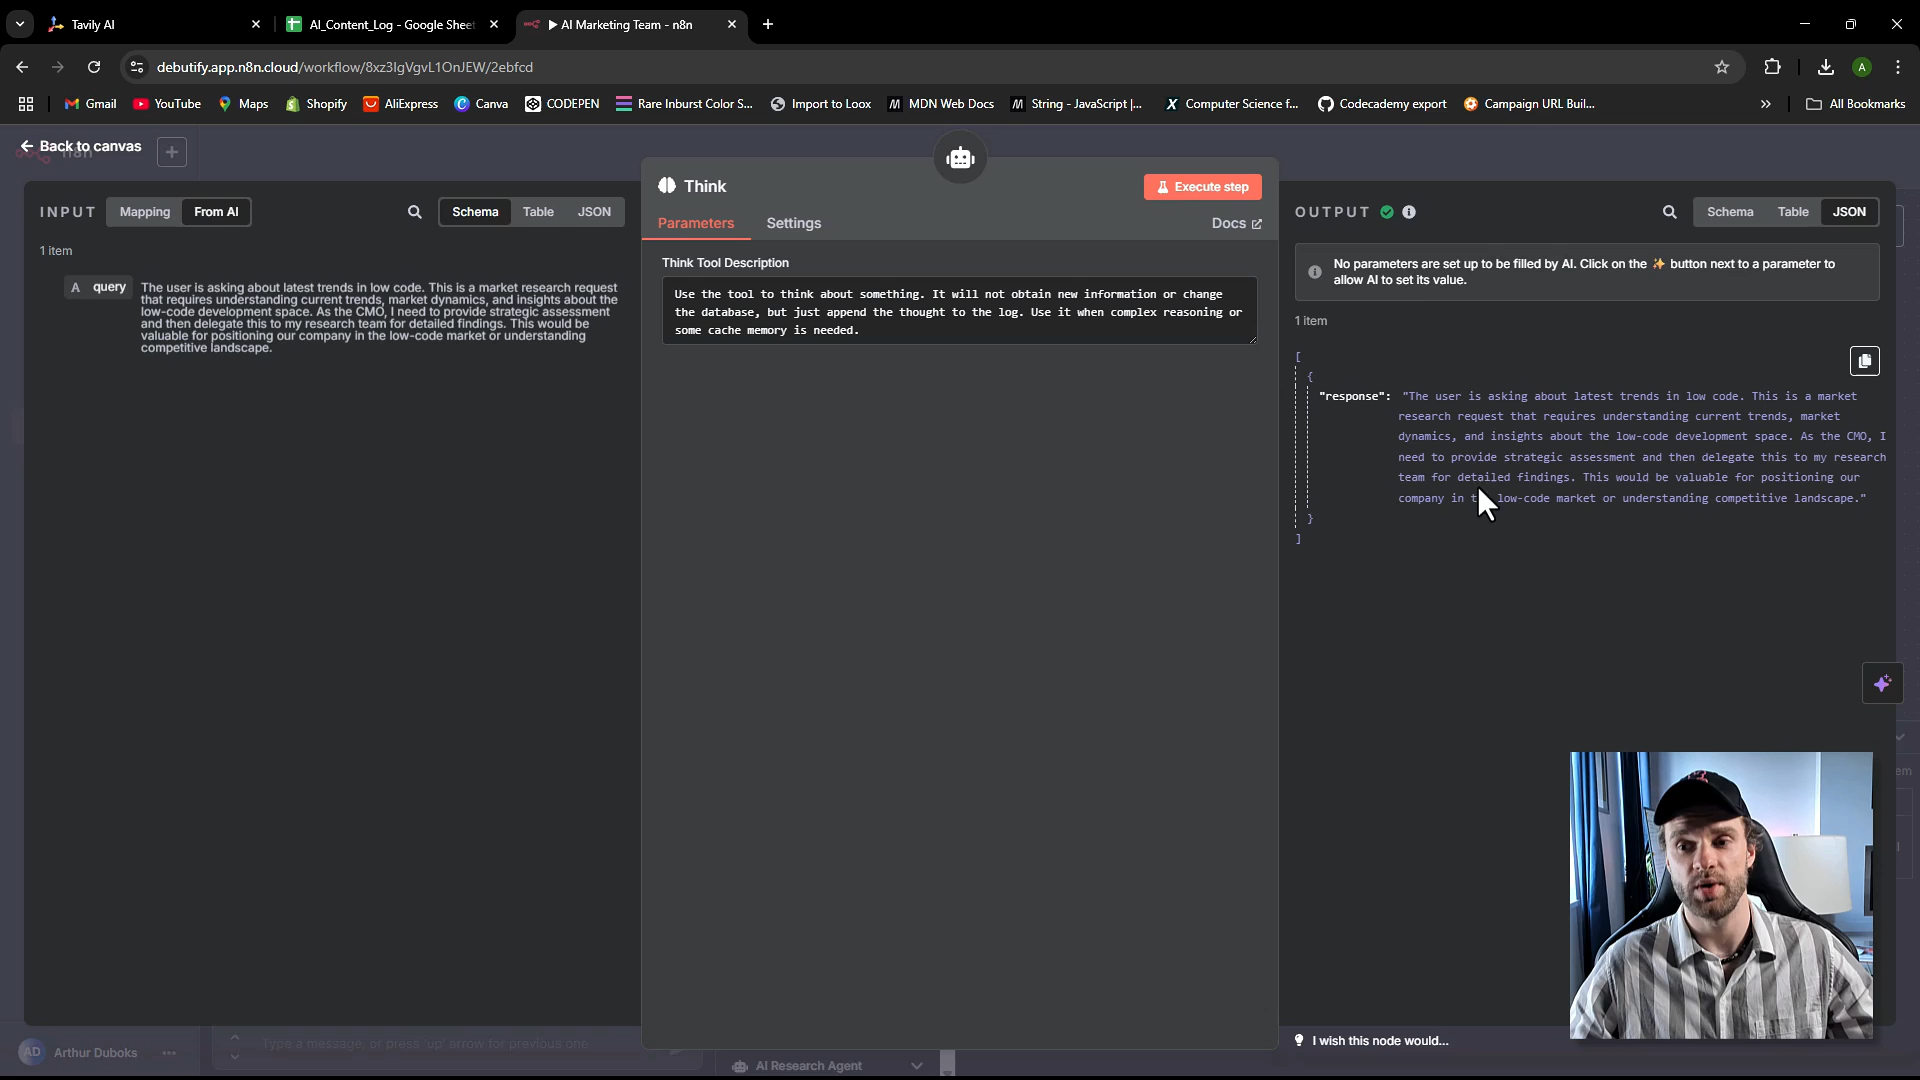 Tavily AI
AI_Content_Log - Google Sheet
AI Marketing Team - n8n
debutify.app.n8n.cloud/workflow/8xz3IgVgvL1OnJEW/2ebfcd
A
Gmail
YouTube
Maps
Shopify
AliExpress
Canva
CODEPEN
Rare Inburst Color S...
Import to Loox
MDN Web Docs
String - JavaScript |...
Computer Science f...
Codecademy export
Campaign URL Buil...
All Bookmarks
Back to canvas
n8n
INPUT
Mapping
From AI
Schema
Table
JSON
1 item
A query
The user is asking about latest trends in low code. This is a market research request
that requires understanding current trends, market dynamics, and insights about the
low-code development space. As the CMO, I need to provide strategic assessment
and then delegate this to my research team for detailed findings. This would be
valuable for positioning our company in the low-code market or understanding
competitive landscape.
Think
Execute step
Parameters
Settings
Docs
Think Tool Description
Use the tool to think about something. It will not obtain new information or change
the database, but just append the thought to the log. Use it when complex reasoning or
some cache memory is needed.
OUTPUT
Schema
Table
JSON
No parameters are set up to be filled by AI. Click on the ✨ button next to a parameter to
allow AI to set its value.
1 item
[
{
"response": "The user is asking about latest trends in low code. This is a market
research request that requires understanding current trends, market
dynamics, and insights about the low-code development space. As the CMO, I
need to provide strategic assessment and then delegate this to my research
team for detailed findings. This would be valuable for positioning our
company in low-code market or understanding competitive landscape."
}
]
AD
Arthur Duboks
Type a message, or press 'up' arrow for previous one
AI Research Agent
I wish this node would...